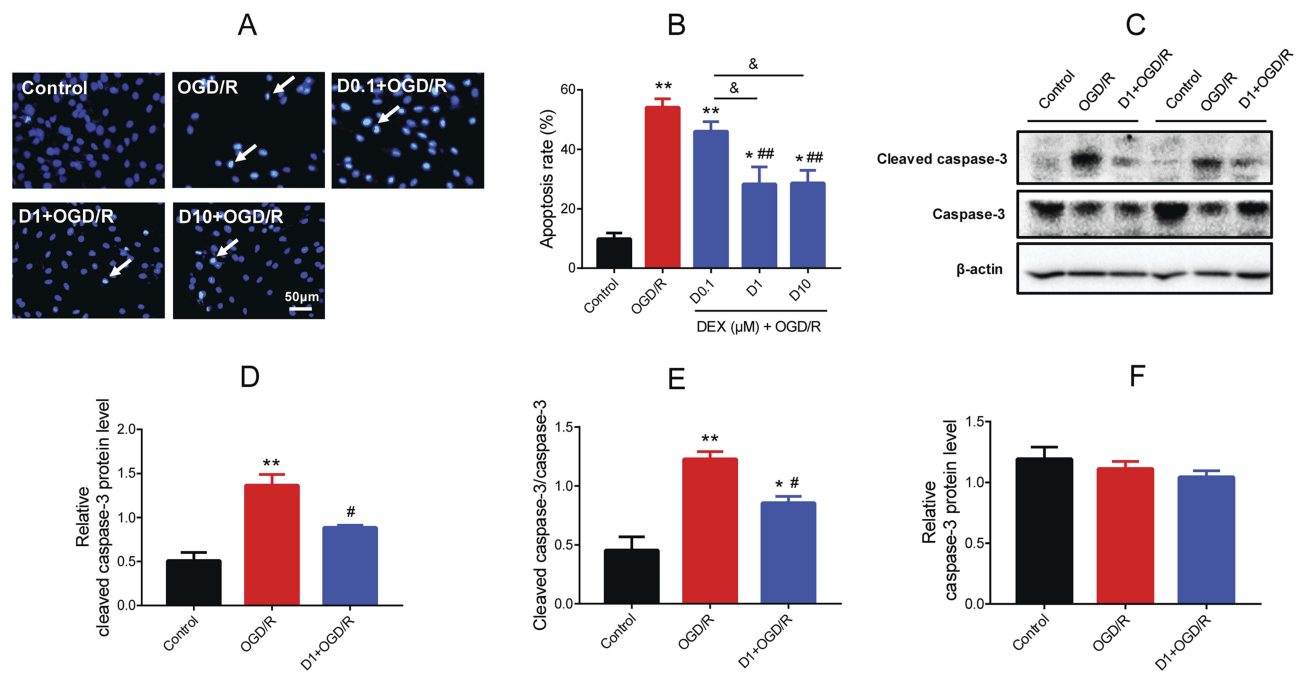 A
Control
OGD/R
D0.1+OGD/R
D1+OGD/R
D10+OGD/R
50μm
B
Apoptosis rate (%)
60
40
20
0
**
**
* ##
* ##
&
&
Control
OGD/R
D0.1
D1
D10
DEX (μM) + OGD/R
C
Control
OGD/R
D1+OGD/R
Control
OGD/R
D1+OGD/R
Cleaved caspase-3
Caspase-3
β-actin
D
Relative
cleaved caspase-3 protein level
2.0
1.5
1.0
0.5
0.0
**
#
Control
OGD/R
D1+OGD/R
E
Cleaved caspase-3/caspase-3
1.5
1.0
0.5
0.0
**
* #
Control
OGD/R
D1+OGD/R
F
Relative
caspase-3 protein level
1.5
1.0
0.5
0.0
Control
OGD/R
D1+OGD/R